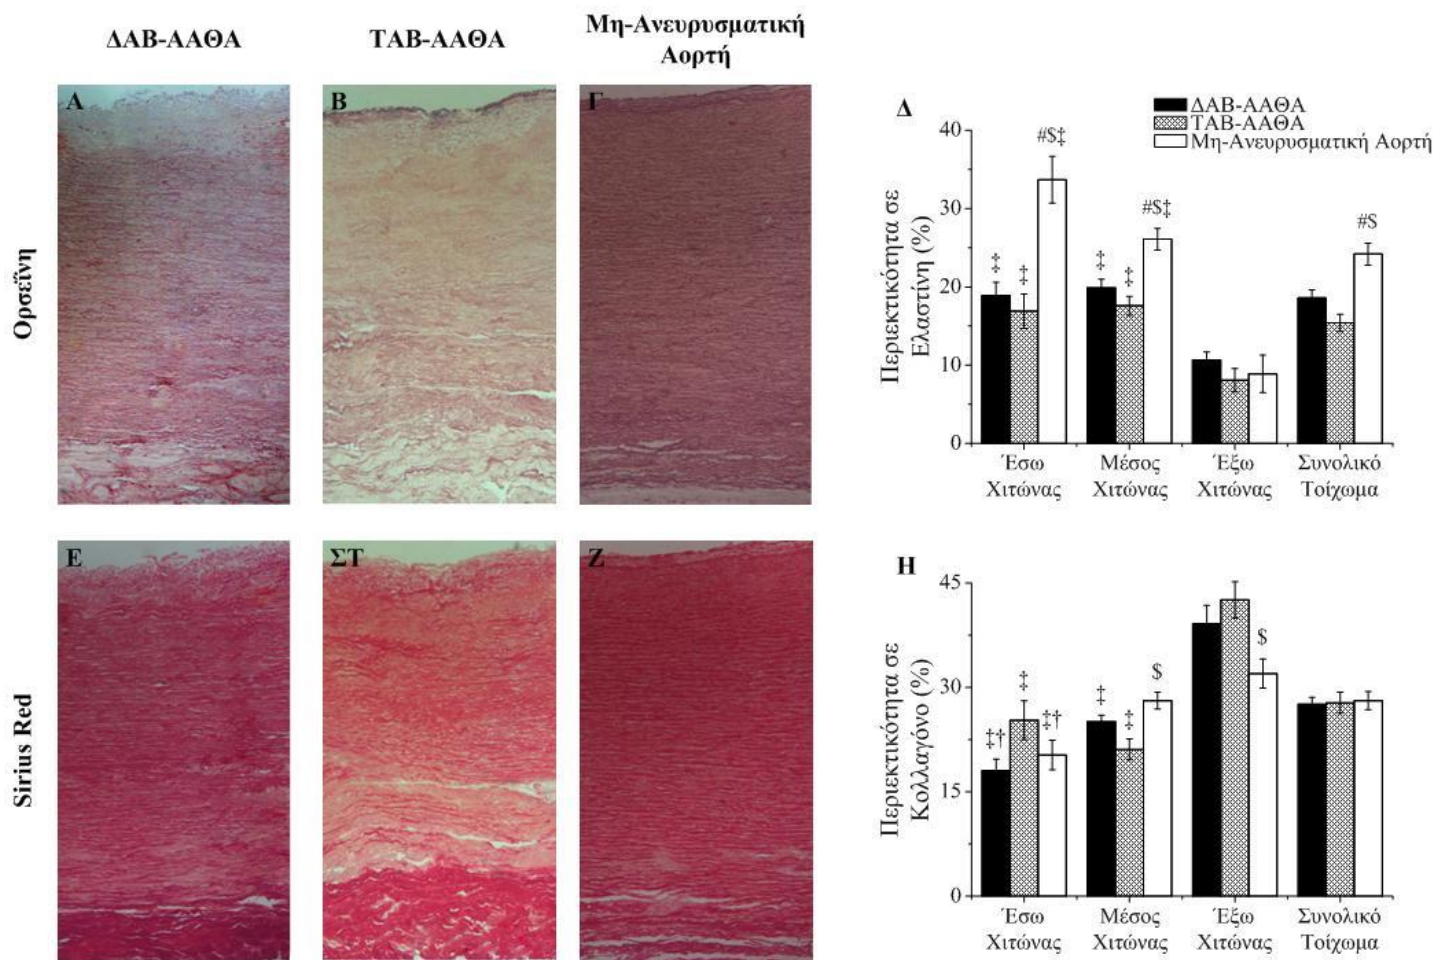 ΔΑΒ-ΑΑΘΑ
ΤΑΒ-ΑΑΘΑ
Μη-Ανευρυσματική
Αορτή
Ορσεΐνη
Α
Β
Γ
Sirius Red
Ε
ΣΤ
Ζ
Δ
ΔΑΒ-ΑΑΘΑ
ΤΑΒ-ΑΑΘΑ
Μη-Ανευρυσματική Αορτή
Περιεκτικότητα σε
Ελαστίνη (%)
40
30
20
10
0
‡
‡
#$‡
‡
‡
#$‡
#$
Έσω
Χιτώνας
Μέσος
Χιτώνας
Έξω
Χιτώνας
Συνολικό
Τοίχωμα
Η
Περιεκτικότητα σε
Κολλαγόνο (%)
45
30
15
0
‡†
‡
‡†
‡
‡
$
$
Έσω
Χιτώνας
Μέσος
Χιτώνας
Έξω
Χιτώνας
Συνολικό
Τοίχωμα